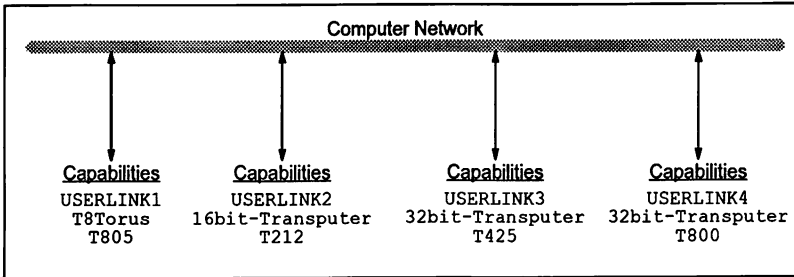 Computer Network
Capabilities
USERLINK1
T8Torus
T805
Capabilities
USERLINK2
16bit-Transputer
T212
Capabilities
USERLINK3
32bit-Transputer
T425
Capabilities
USERLINK4
32bit-Transputer
T800